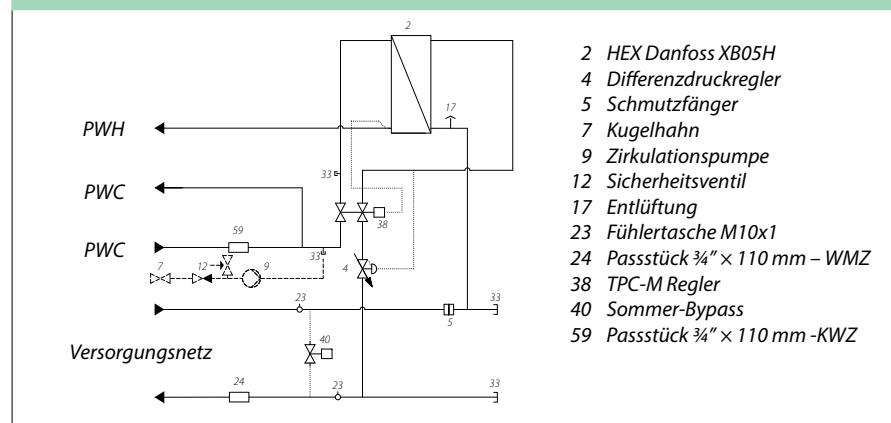 2
17
PWH
33
PWC
38
59
PWC
33
7
12
9
4
23
33
5
40
Versorgungsnetz
24
23
33
2 HEX Danfoss XB05H
4 Differenzdruckregler
5 Schmutzfänger
7 Kugelhahn
9 Zirkulationspumpe
12 Sicherheitsventil
17 Entlüftung
23 Fühlertasche M10x1
24 Passstück ¾” × 110 mm – WMZ
38 TPC-M Regler
40 Sommer-Bypass
59 Passstück ¾” × 110 mm -KWZ